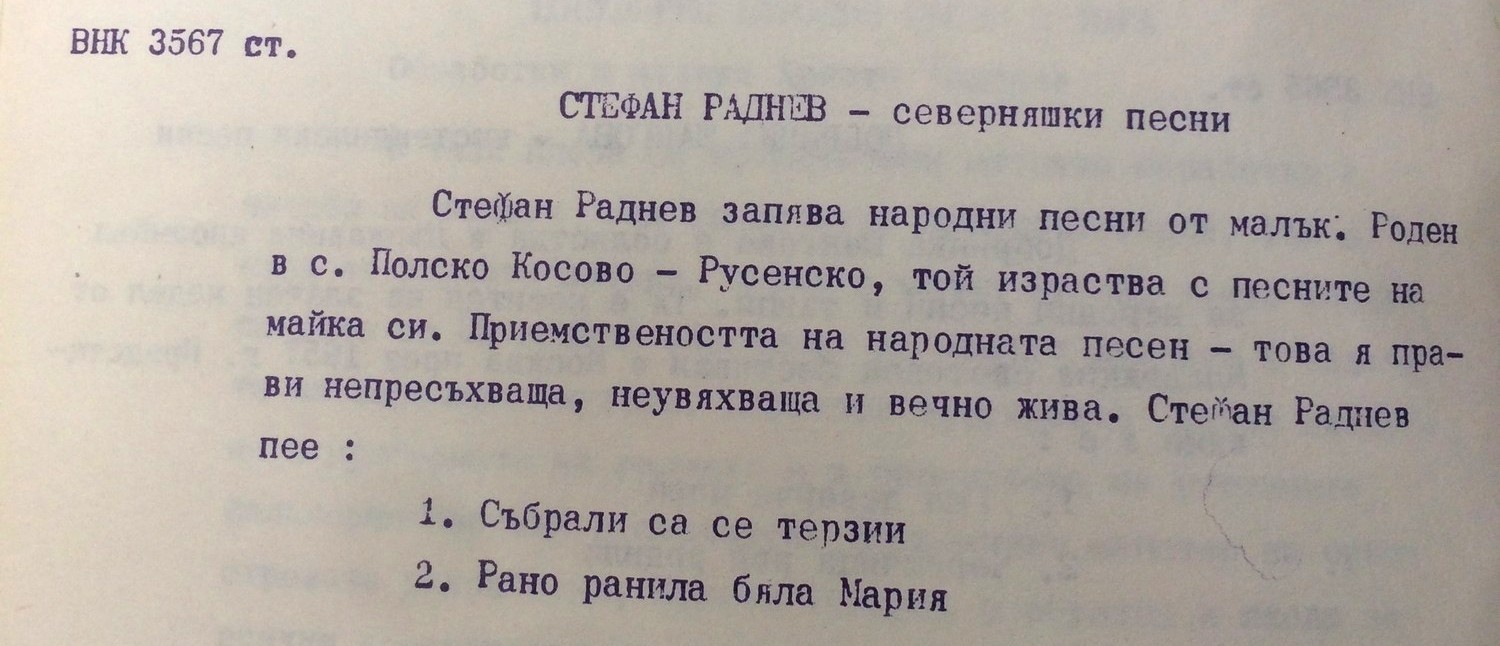 ВНК 3567 ст.
СТЕФАН РАДНЕВ – северняшки песни
Стефан Раднев запява народни песни от малък. Роден
в с. Полско Косово – Русенско, той израства с песните на
майка си. Приемствеността на народната песен – това я пра-
ви непресъхваща, неувяхваща и вечно жива. Стефан Раднев
пее :
1. Събрали са се терзии
2. Рано ранила бяла Мария